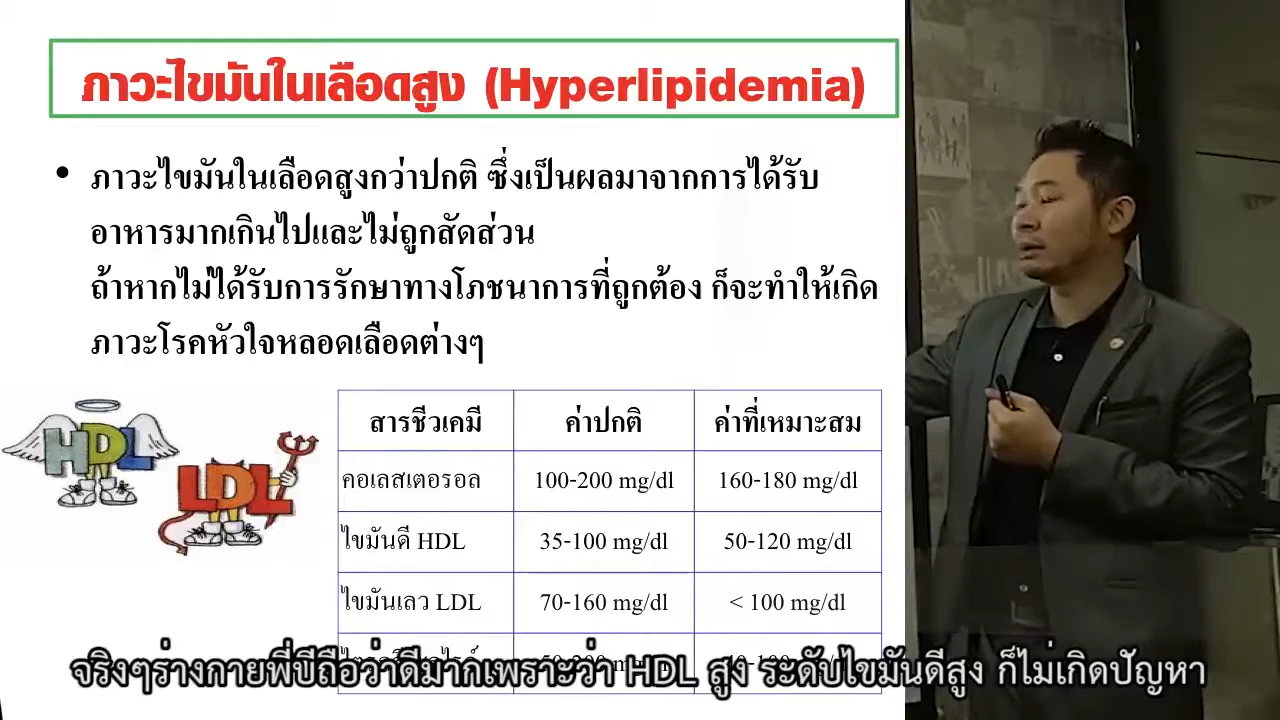 ภาวะไขมันในเลือดสูง (Hyperlipidemia)
• ภาวะไขมันในเลือดสูงกว่าปกติ ซึ่งเป็นผลมาจากการได้รับ
อาหารมากเกินไปและไม่ถูกสัดส่วน
ถ้าหากไม่ได้รับการรักษาทางโภชนาการที่ถูกต้อง ก็จะทำให้เกิด
ภาวะโรคหัวใจหลอดเลือดต่างๆ
HDL
LDL
สารชีวเคมี ค่าปกติ ค่าที่เหมาะสม
คอเลสเตอรอล 100-200 mg/dl 160-180 mg/dl
ไขมันดี HDL 35-100 mg/dl 50-120 mg/dl
ไขมันเลว LDL 70-160 mg/dl < 100 mg/dl
จริงๆร่างกายพี่บีถือว่าดีมากเพราะว่า HDL สูง ระดับไขมันดีสูง ก็ไม่เกิดปัญหา